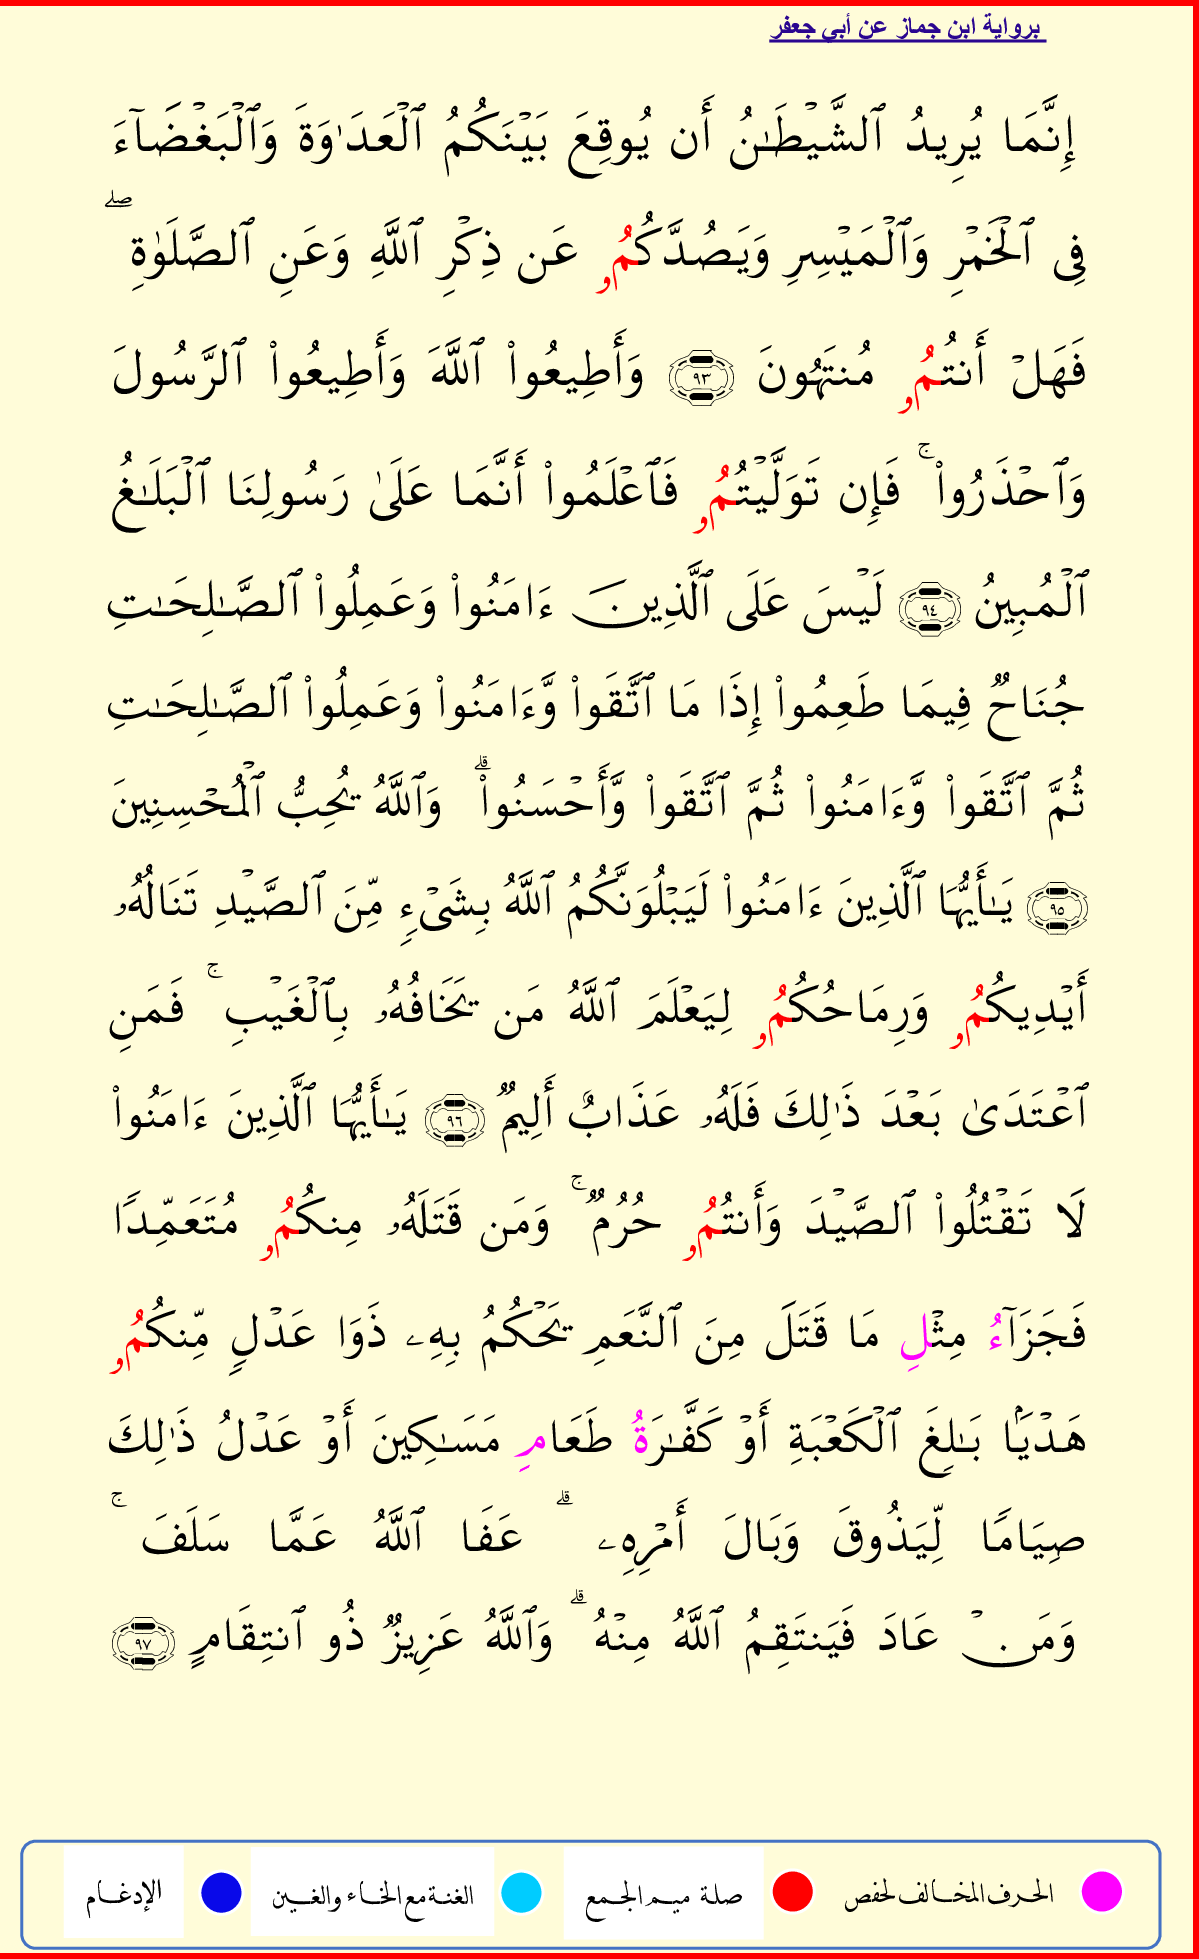 برواية ابن جماز عن أبي جعفر
إِنَّمَا يُرِيدُ ٱلشَّيۡطَٰنُ أَن يُوقِعَ بَيۡنَكُمُ ٱلۡعَدَٰوَةَ وَٱلۡبَغۡضَآءَ
فِى ٱلۡخَمۡرِ وَٱلۡمَيۡسِرِ وَيَصُدَّكُمُۥ عَن ذِكۡرِ ٱللَّهِ وَعَنِ ٱلصَّلَوٰةِۖ
فَهَلۡ أَنتُمُۥ مُنتَهُونَ ٩٣ وَأَطِيعُواْ ٱللَّهَ وَأَطِيعُواْ ٱلرَّسُولَ
وَٱحۡذَرُواْۚ فَإِن تَوَلَّيۡتُمُۥ فَٱعۡلَمُواْ أَنَّمَا عَلَىٰ رَسُولِنَا ٱلۡبَلَٰغُ
ٱلۡمُبِينُ ٩٤ لَيۡسَ عَلَى ٱلَّذِينَ ءَامَنُواْ وَعَمِلُواْ ٱلصَّٰلِحَٰتِ
جُنَاحٞ فِيمَا طَعِمُواْ إِذَا مَا ٱتَّقَواْ وَّءَامَنُواْ وَعَمِلُواْ ٱلصَّٰلِحَٰتِ
ثُمَّ ٱتَّقَواْ وَّءَامَنُواْ ثُمَّ ٱتَّقَواْ وَّأَحۡسَنُواْۗ وَٱللَّهُ يُحِبُّ ٱلۡمُحۡسِنِينَ
٩٥ يَٰٓأَيُّهَا ٱلَّذِينَ ءَامَنُواْ لَيَبۡلُوَنَّكُمُ ٱللَّهُ بِشَىۡءٖ مِّنَ ٱلصَّيۡدِ تَنَالُهُۥ
أَيۡدِيكُمُۥ وَرِمَاحُكُمُۥ لِيَعۡلَمَ ٱللَّهُ مَن يَخَافُهُۥ بِٱلۡغَيۡبِۚ فَمَنِ
ٱعۡتَدَىٰ بَعۡدَ ذَٰلِكَ فَلَهُۥ عَذَابٌ أَلِيمٞ ٩٦ يَٰٓأَيُّهَا ٱلَّذِينَ ءَامَنُواْ
لَا تَقۡتُلُواْ ٱلصَّيۡدَ وَأَنتُمُۥ حُرُمٞۚ وَمَن قَتَلَهُۥ مِنكُمُۥ مُتَعَمِّدٗا
فَجَزَآءُ مِثۡلِ مَا قَتَلَ مِنَ ٱلنَّعَمِ يَحۡكُمُ بِهِۦ ذَوَا عَدۡلٖ مِّنكُمُۥ
هَدۡيَۢا بَٰلِغَ ٱلۡكَعۡبَةِ أَوۡ كَفَّٰرَةُ طَعَامِ مَسَٰكِينَ أَوۡ عَدۡلُ ذَٰلِكَ
صِيَامٗا لِّيَذُوقَ وَبَالَ أَمۡرِهِۦۗ عَفَا ٱللَّهُ عَمَّا سَلَفَۚ
وَمَنۡ عَادَ فَيَنتَقِمُ ٱللَّهُ مِنۡهُۗ وَٱللَّهُ عَزِيزٞ ذُو ٱنتِقَامٍ ٩٧
الحرف المخالف لحفص صلة ميم الجمع الغنة مع الخاء والغين الإدغام